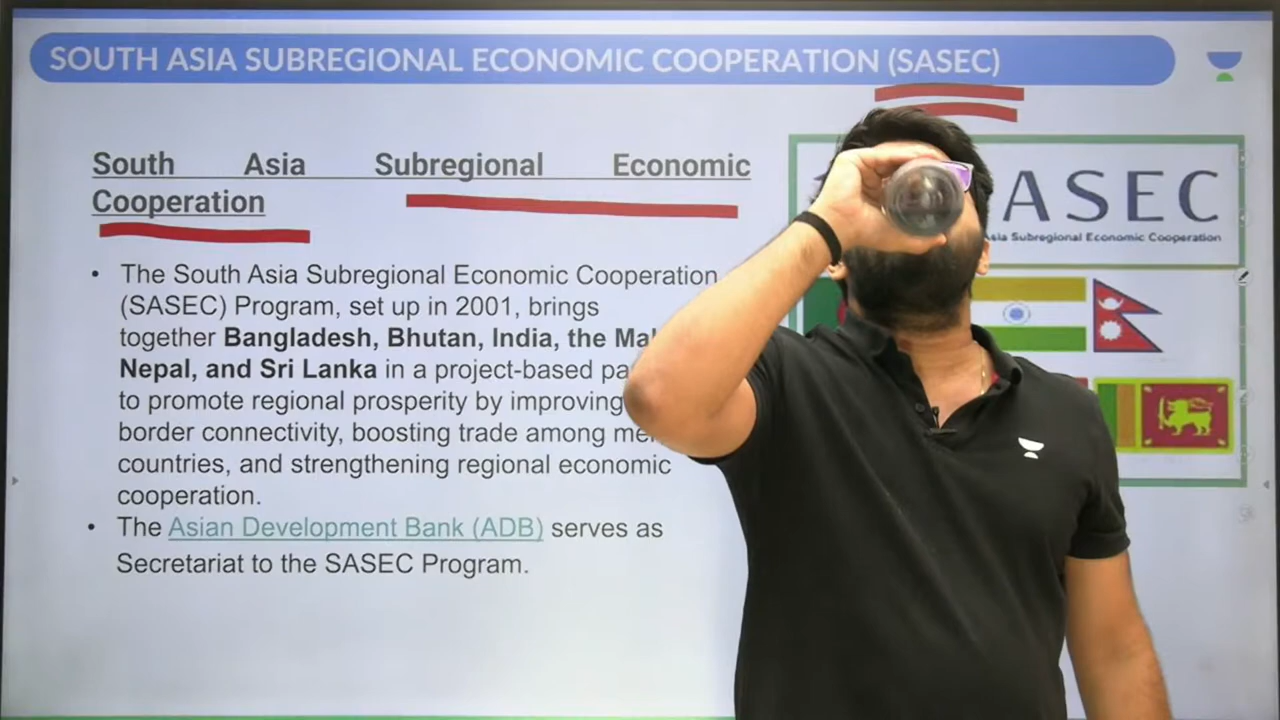 SOUTH ASIA SUBREGIONAL ECONOMIC COOPERATION (SASEC)
South Asia Subregional Economic
Cooperation
ASEC
Asia Subregional Economic Cooperation
• The South Asia Subregional Economic Cooperation
(SASEC) Program, set up in 2001, brings
together Bangladesh, Bhutan, India, the
Nepal, and Sri Lanka in a project-based
to promote regional prosperity by improving
border connectivity, boosting trade among
countries, and strengthening regional economic
cooperation.
• The Asian Development Bank (ADB) serves as
Secretariat to the SASEC Program.